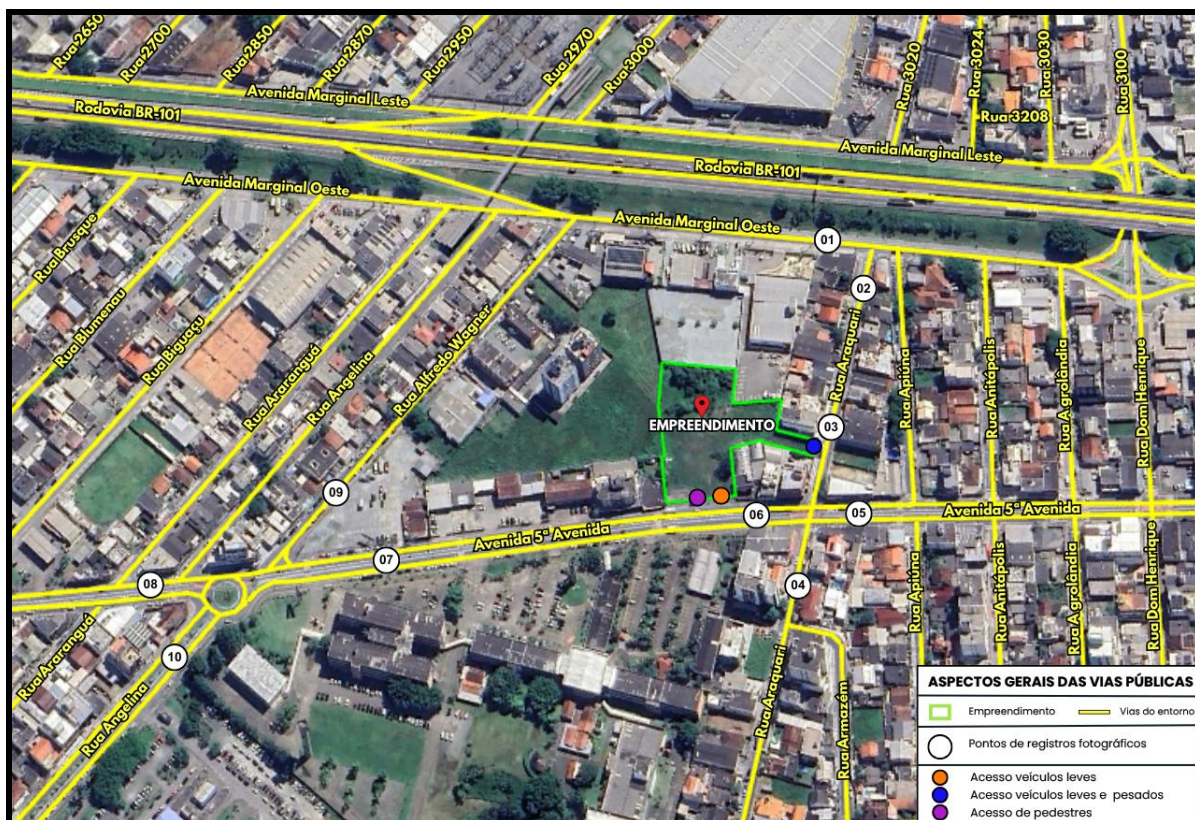 Rua 2650
Rua 2700
Rua 2850
Rua 2870
Rua 2950
Rua 2970
Rua 3000
Rua 3020
Rua 3024
Rua 3030
Rua 3100
Rua 3208
Avenida Marginal Leste
Rodovia BR-101
Avenida Marginal Leste
Rodovia BR-101
Avenida Marginal Oeste
Avenida Marginal Oeste
01
02
Rua Brusque
Rua Blumenau
Rua Biguaçu
Rua Araranguá
Rua Angelina
Rua Alfredo Wagner
Rua Araquari
Rua Apiúna
Rua Anitápolis
Rua Agrolândia
Rua Dom Henrique
EMPREENDIMENTO
03
09
06
05
Avenida 5ª Avenida
Avenida 5ª Avenida
07
08
04
10
Rua Araranguá
Rua Angelina
Rua Araquari
Rua Armazém
Rua Apiúna
Rua Anitápolis
Rua Agrolândia
Rua Dom Henrique
ASPECTOS GERAIS DAS VIAS PÚBLICAS
Empreendimento
Vias do entorno
Pontos de registros fotográficos
Acesso veículos leves
Acesso veículos leves e pesados
Acesso de pedestres